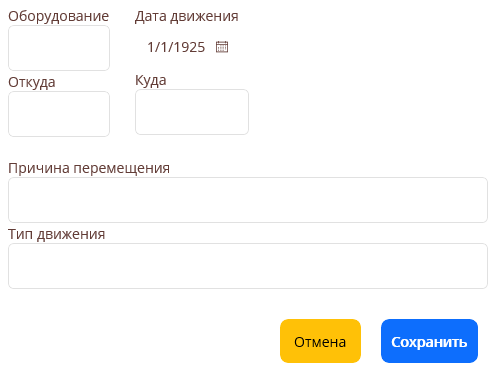 Оборудование
Дата движения
1/1/1925
Откуда
Куда
Причина перемещения
Тип движения
Отмена
Сохранить